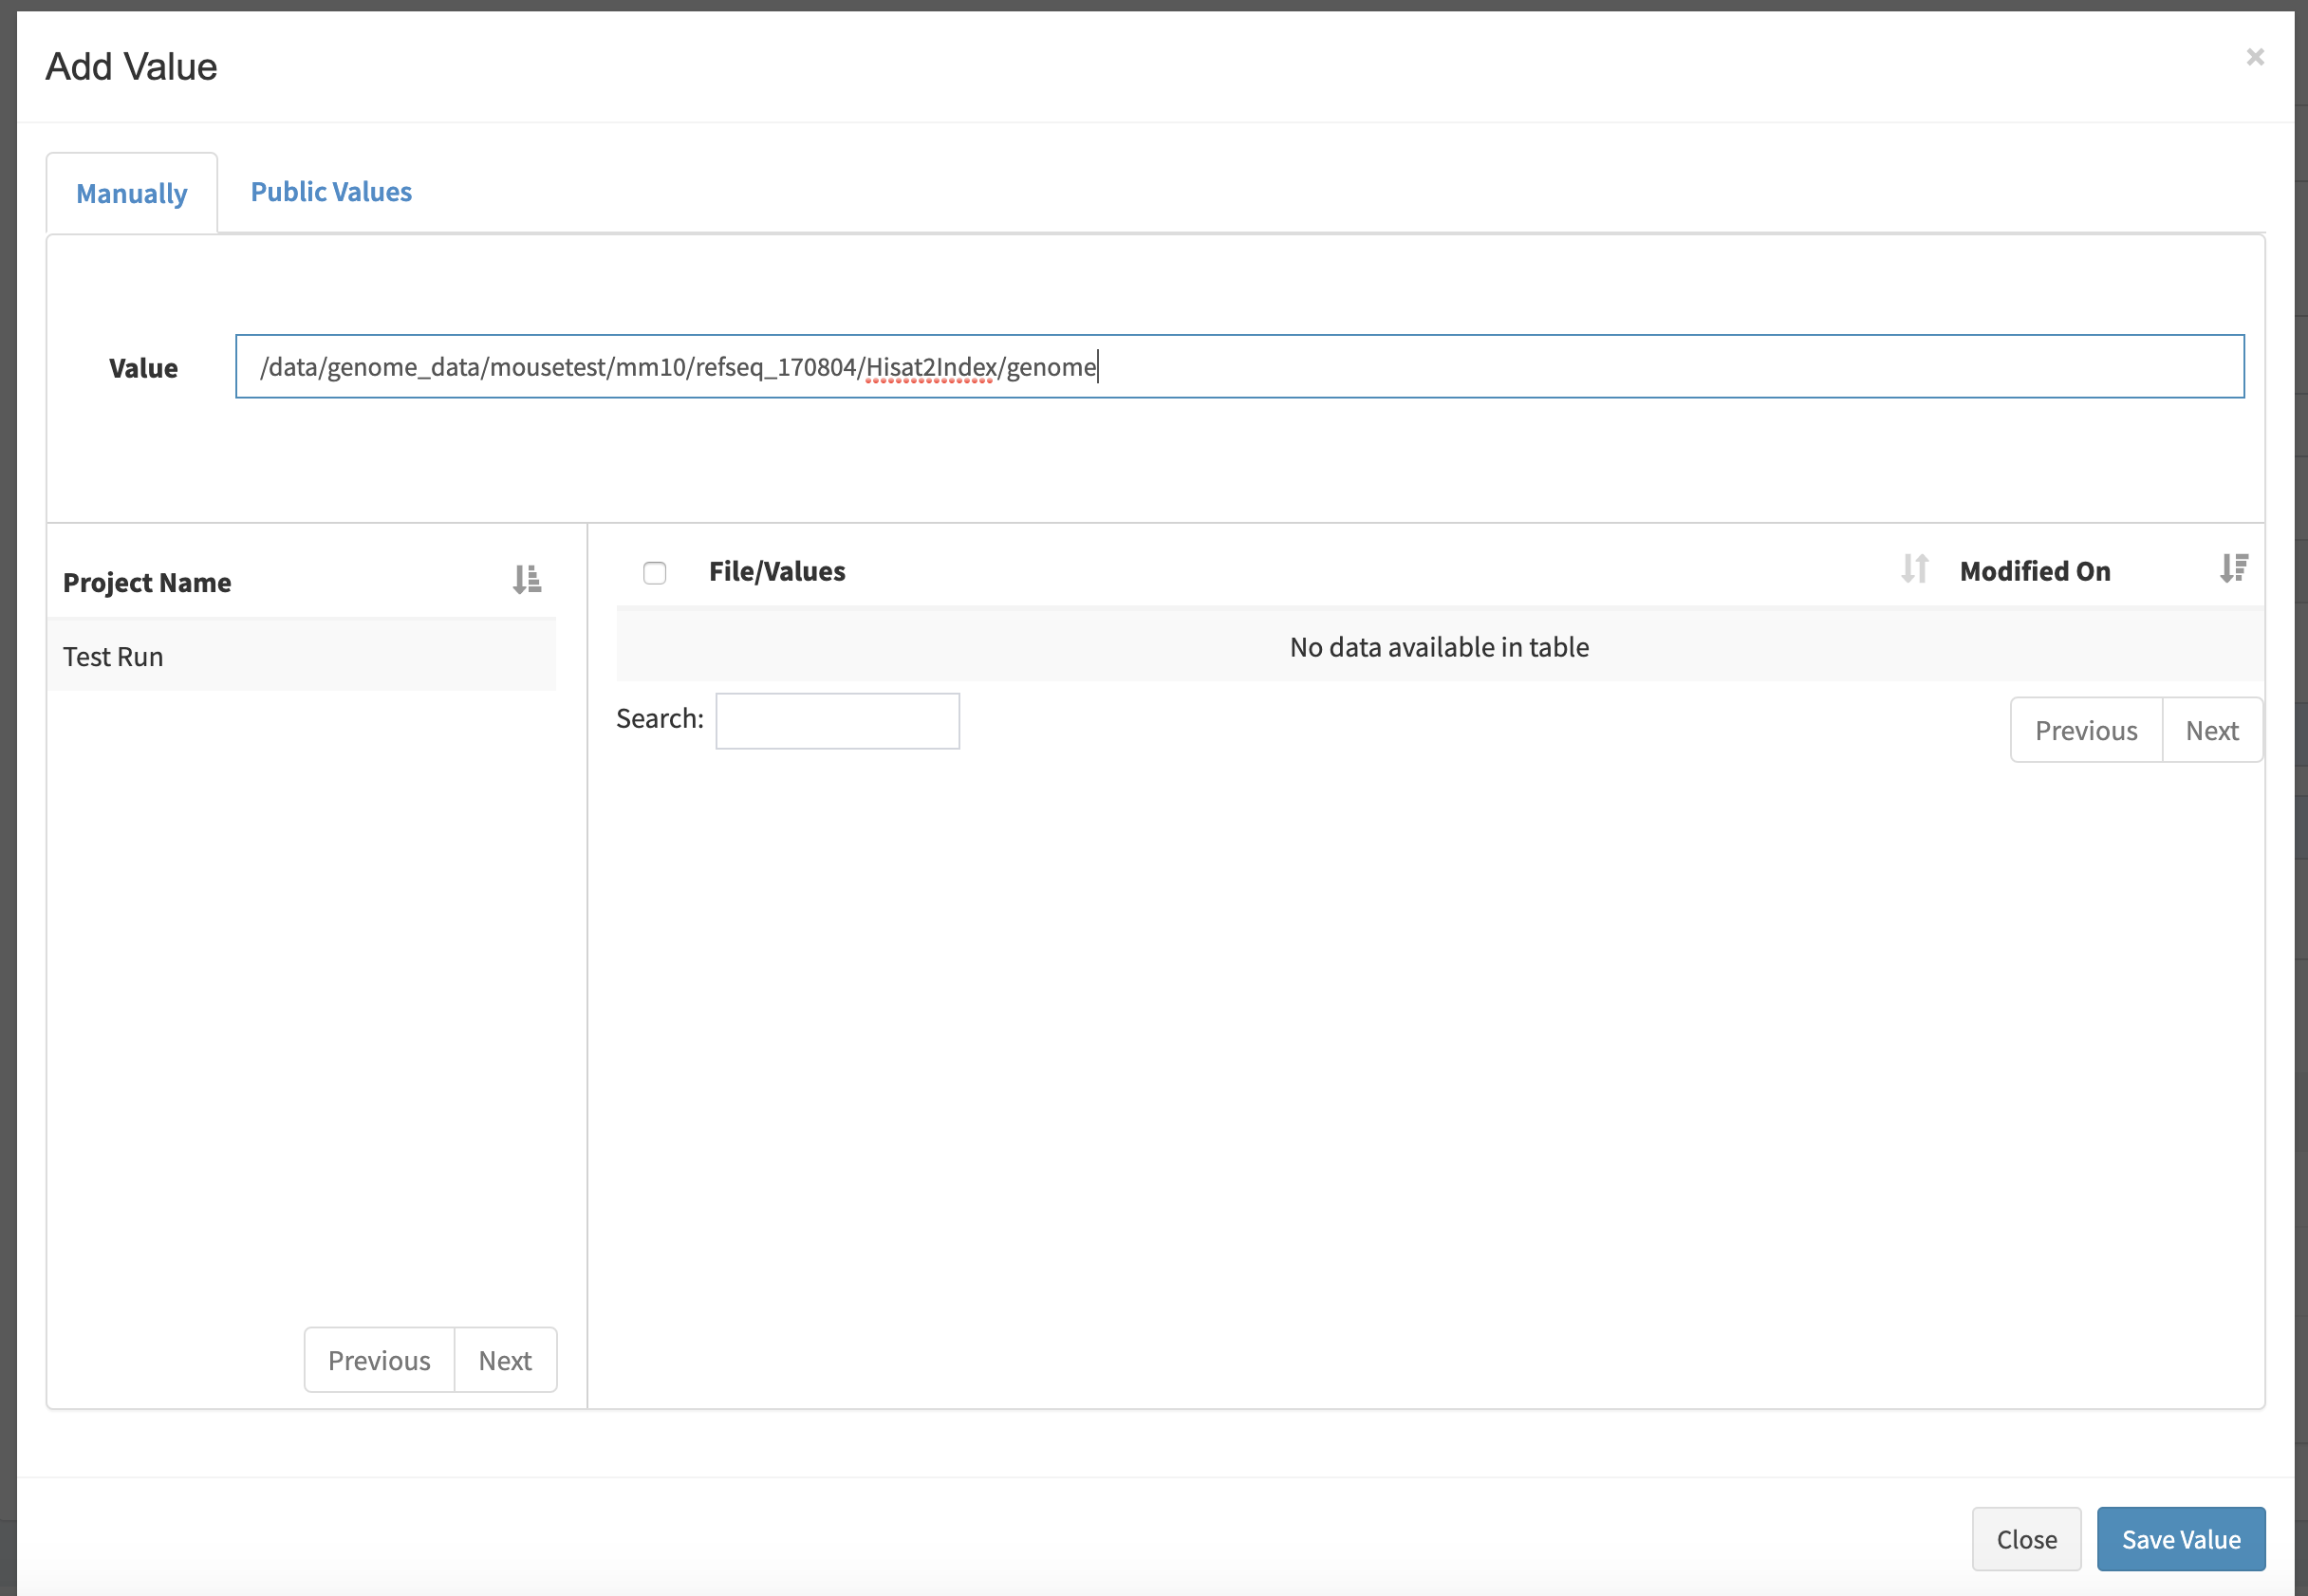 Add Value
×
Manually
Public Values
Value
/data/genome_data/mousetest/mm10/refseq_170804/Hisat2Index/genome
Project Name
Test Run
Previous
Next
File/Values
Modified On
No data available in table
Search:
Previous
Next
Close
Save Value